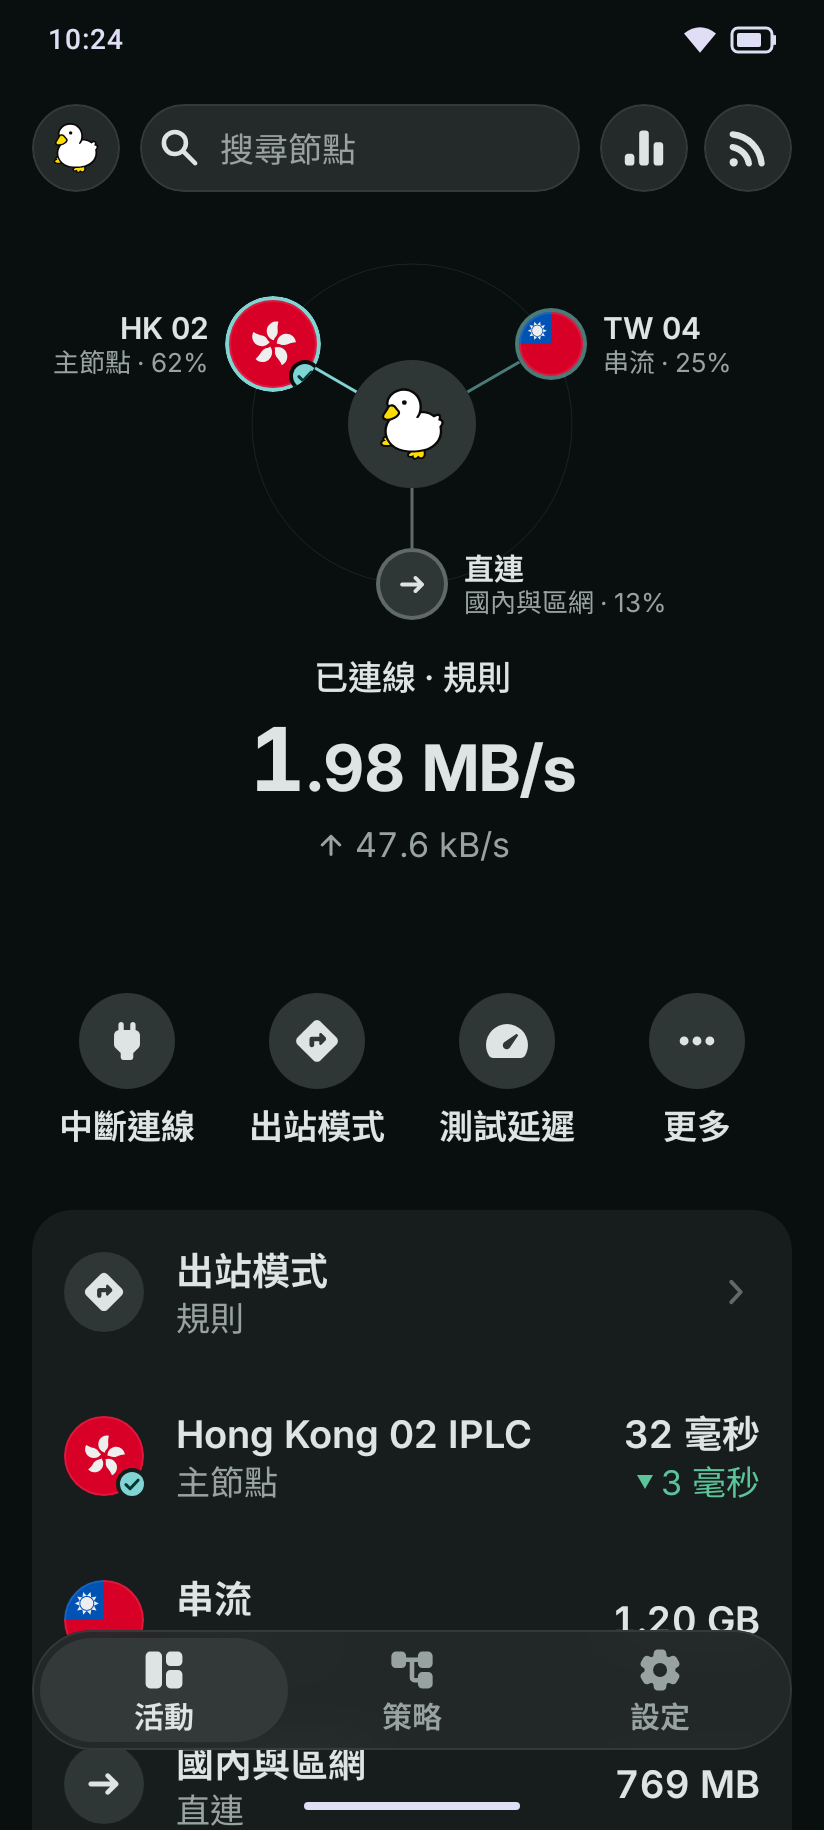 10:24
搜尋節點
HK 02
主節點 · 62%
TW 04
串流 · 25%
直連
國內與區網 · 13%
已連線 · 規則
1.98 MB/s
↑ 47.6 kB/s
中斷連線
出站模式
測試延遲
更多
出站模式
規則
Hong Kong 02 IPLC
32 毫秒
主節點
▼3 毫秒
串流
1.20 GB
活動
策略
設定
國內與區網
769 MB
直連